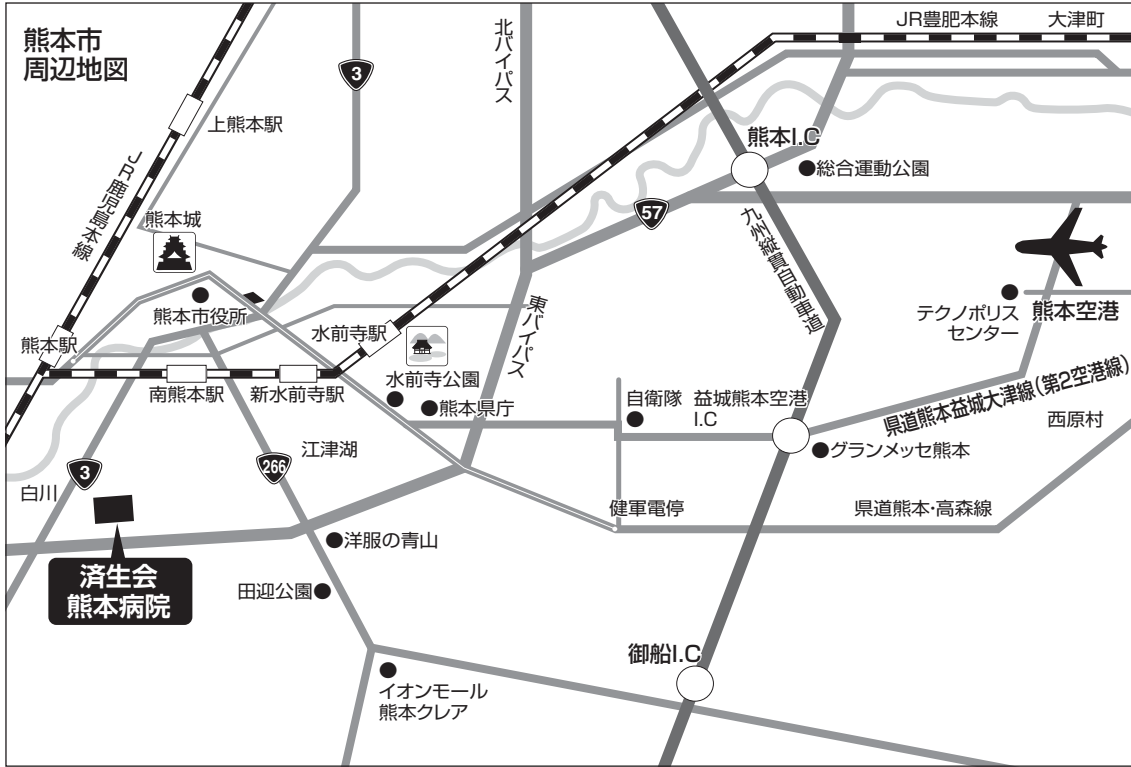 熊本市
周辺地図
3
北バイパス
JR豊肥本線
大津町
上熊本駅
JR鹿児島本線
熊本I.C
総合運動公園
57
九州縦貫自動車道
熊本城
熊本市役所
水前寺駅
東バイパス
テクノポリス
センター
熊本空港
熊本駅
南熊本駅
新水前寺駅
水前寺公園
熊本県庁
自衛隊
益城熊本空港
I.C
県道熊本益城大津線(第2空港線)
西原村
グランメッセ熊本
3
266
江津湖
白川
健軍電停
県道熊本・高森線
済生会
熊本病院
洋服の青山
田迎公園
御船I.C
イオンモール
熊本クレア